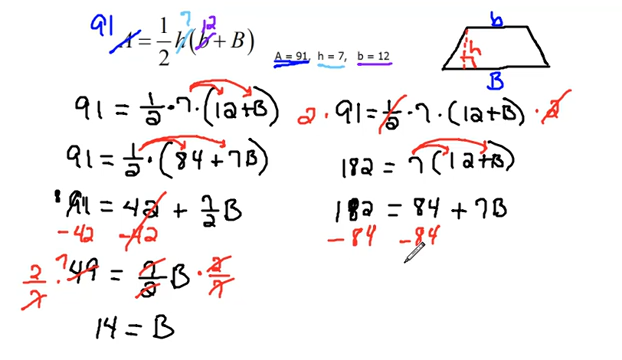 91 7 12
A = 1/2 h(b + B)
A = 91, h = 7, b = 12
b
h
B
91 = 1/2 · 7 · (12+B)
91 = 1/2 · (84 + 7B)
8
91 = 42 + 7/2 B
-42 -42
2/7 · 7 49 = 7/2 B · 2/7
14 = B
2 · 91 = 1/2 · 7 · (12+B) · 2
182 = 7(12+B)
182 = 84 + 7B
-84 -84